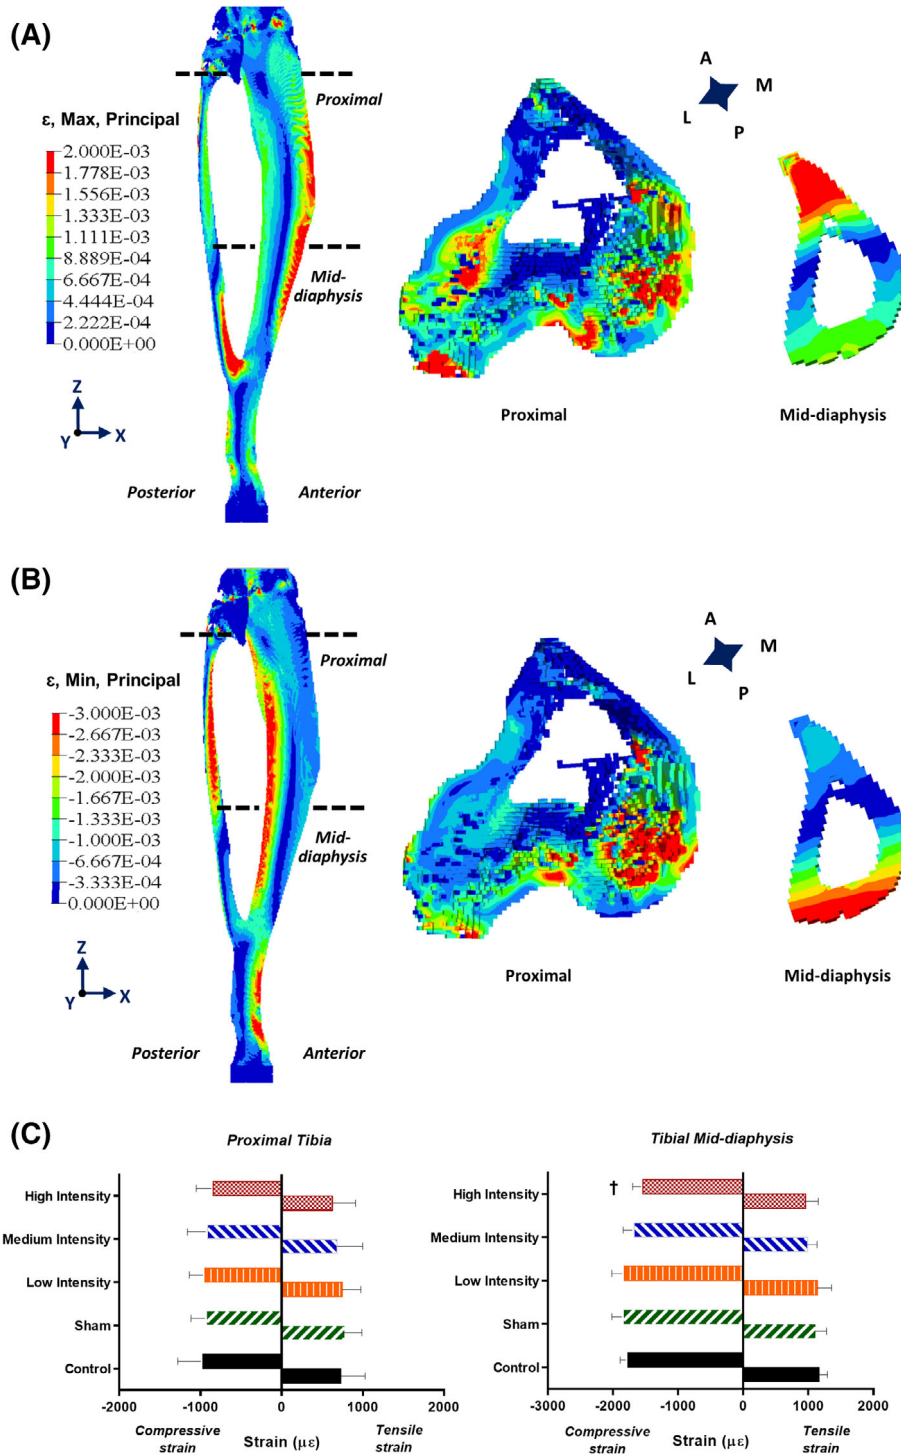 (A)
ε, Max, Principal
2.000E-03
1.778E-03
1.556E-03
1.333E-03
1.111E-03
8.889E-04
6.667E-04
4.444E-04
2.222E-04
0.000E+00
Z
Y
X
Proximal
Mid-
diaphysis
Posterior
Anterior
A
M
L
P
Proximal
Mid-diaphysis
(B)
ε, Min, Principal
-3.000E-03
-2.667E-03
-2.333E-03
-2.000E-03
-1.667E-03
-1.333E-03
-1.000E-03
-6.667E-04
-3.333E-04
0.000E+00
Z
Y
X
Proximal
Mid-
diaphysis
Posterior
Anterior
A
M
L
P
Proximal
Mid-diaphysis
(C)
Proximal Tibia
High Intensity
Medium Intensity
Low Intensity
Sham
Control
-2000 -1000 0 1000 2000
Compressive
strain
Strain (με)
Tensile
strain
Tibial Mid-diaphysis
†
High Intensity
Medium Intensity
Low Intensity
Sham
Control
-3000 -2000 -1000 0 1000 2000
Compressive
strain
Strain (με)
Tensile
strain